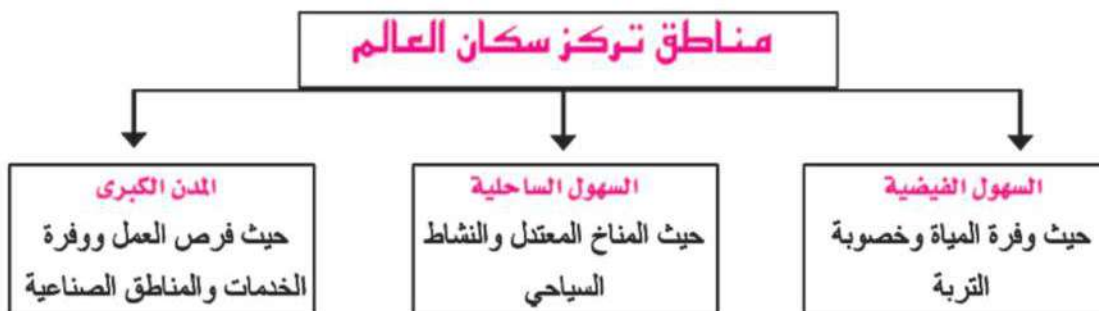 مناطق تركز سكان العالم
السهول الفيضية
حيث وفرة المياة وخصوبة
التربة
السهول الساحلية
حيث المناخ المعتدل والنشاط
السياحي
المدن الكبرى
حيث فرص العمل ووفرة
الخدمات والمناطق الصناعية